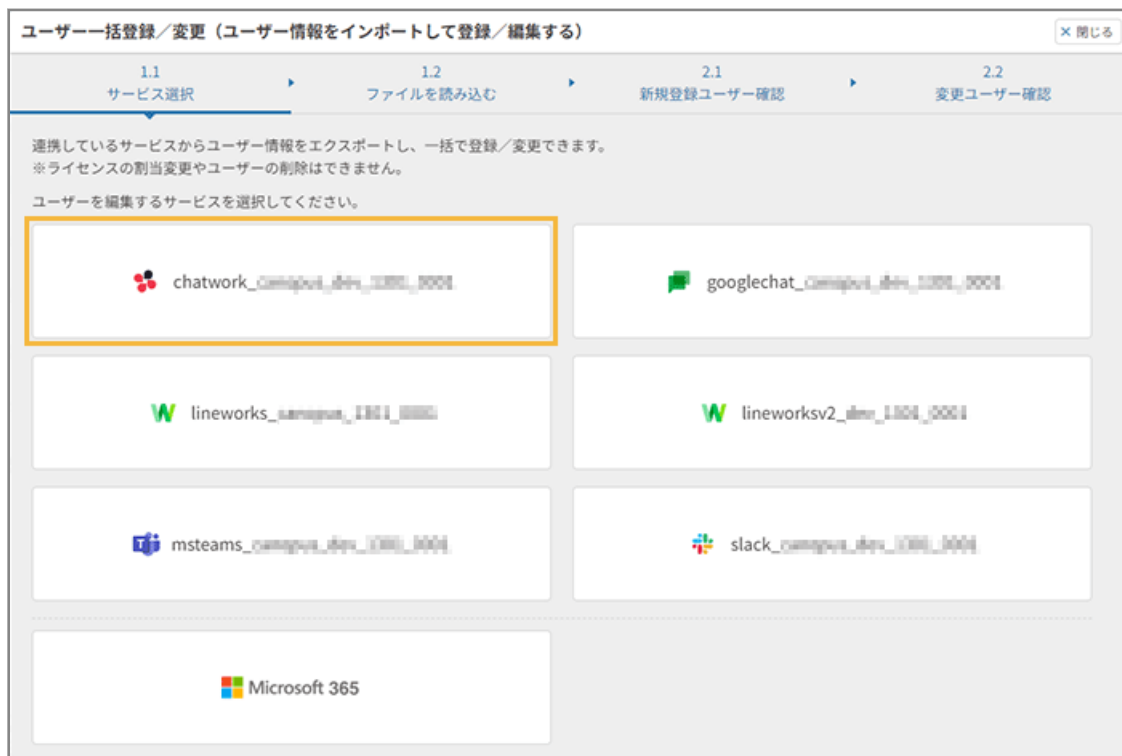 ユーザー一括登録／変更（ユーザー情報をインポートして登録／編集する）
× 閉じる
1.1
サービス選択
1.2
ファイルを読み込む
2.1
新規登録ユーザー確認
2.2
変更ユーザー確認
連携しているサービスからユーザー情報をエクスポートし、一括で登録／変更できます。
※ライセンスの割当変更やユーザーの削除はできません。
ユーザーを編集するサービスを選択してください。
chatwork_
googlechat_
lineworks_
lineworksv2_
msteams_
slack_
Microsoft 365